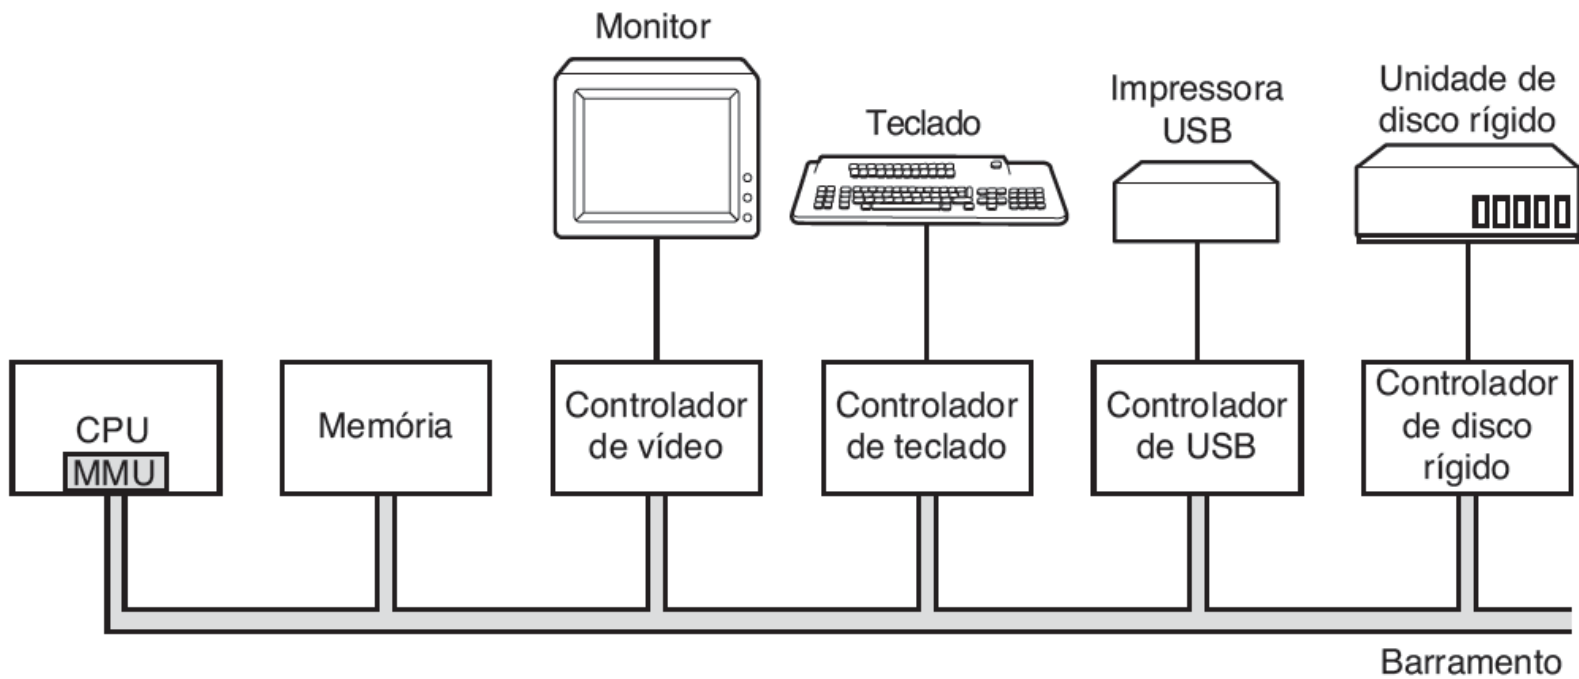 Monitor
Teclado
Impressora
USB
Unidade de
disco rígido
CPU
MMU
Memória
Controlador
de vídeo
Controlador
de teclado
Controlador
de USB
Controlador
de disco
rígido
Barramento